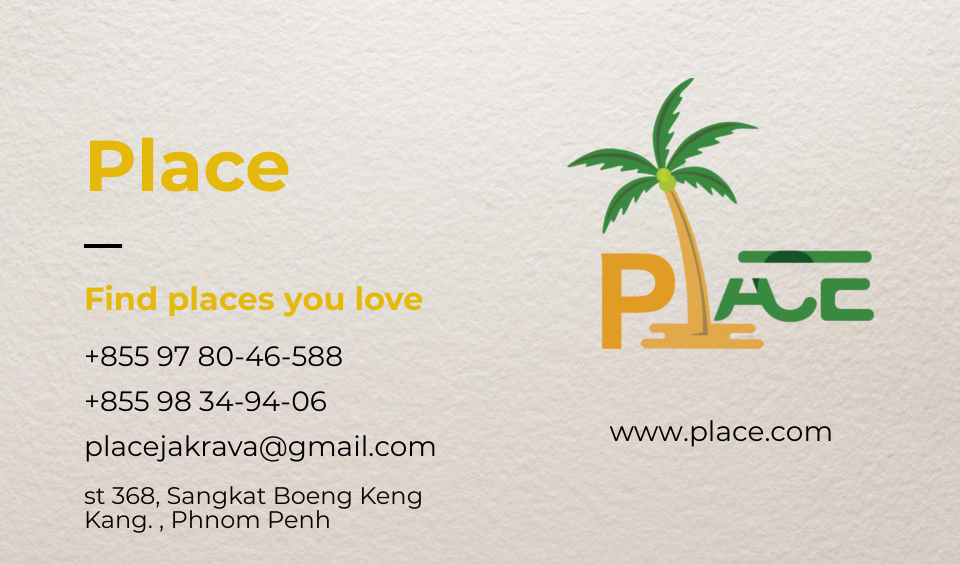 Place
Find places you love
+855 97 80-46-588
+855 98 34-94-06
placejakrava@gmail.com
st 368, Sangkat Boeng Keng
Kang. , Phnom Penh
PlACE
www.place.com